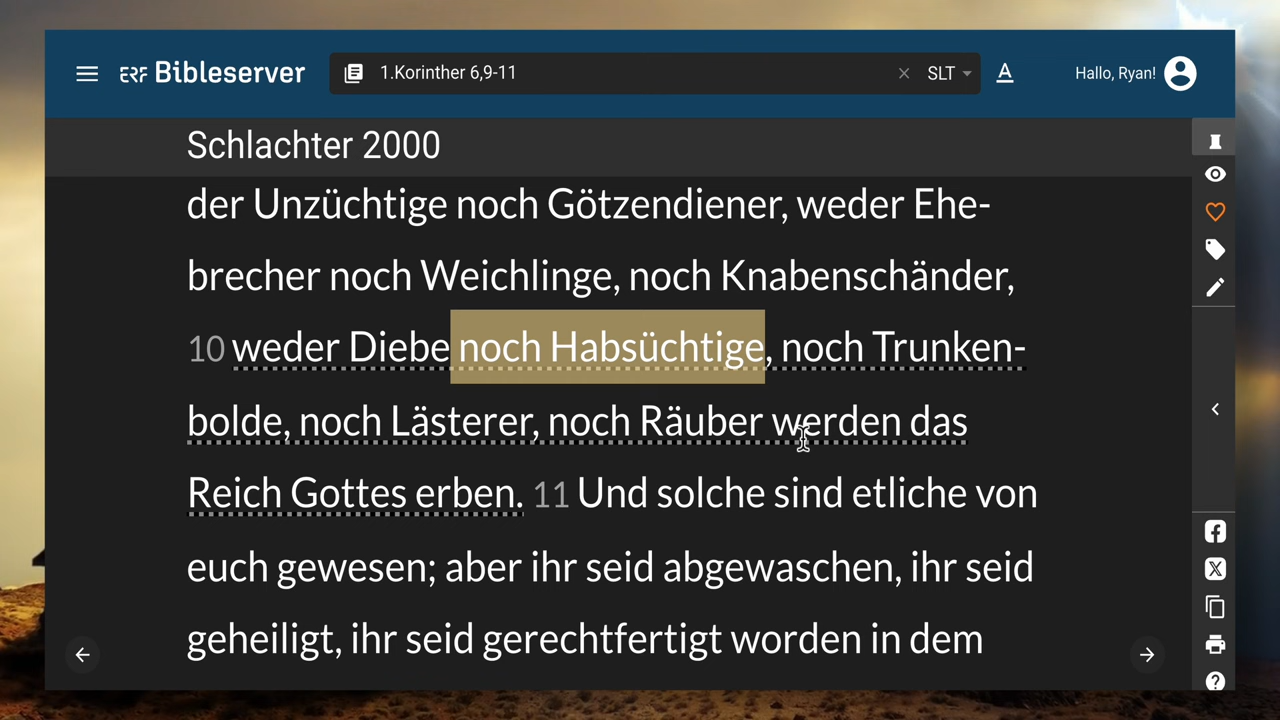 ERF Bibleserver
1.Korinther 6,9-11
SLT
A
Hallo, Ryan!
Schlachter 2000
der Unzüchtige noch Götzendiener, weder Ehe-
brecher noch Weichlinge, noch Knabenschänder,
10 weder Diebe noch Habsüchtige, noch Trunken-
bolde, noch Lästerer, noch Räuber werden das
Reich Gottes erben. 11 Und solche sind etliche von
euch gewesen; aber ihr seid abgewaschen, ihr seid
geheiligt, ihr seid gerechtfertigt worden in dem